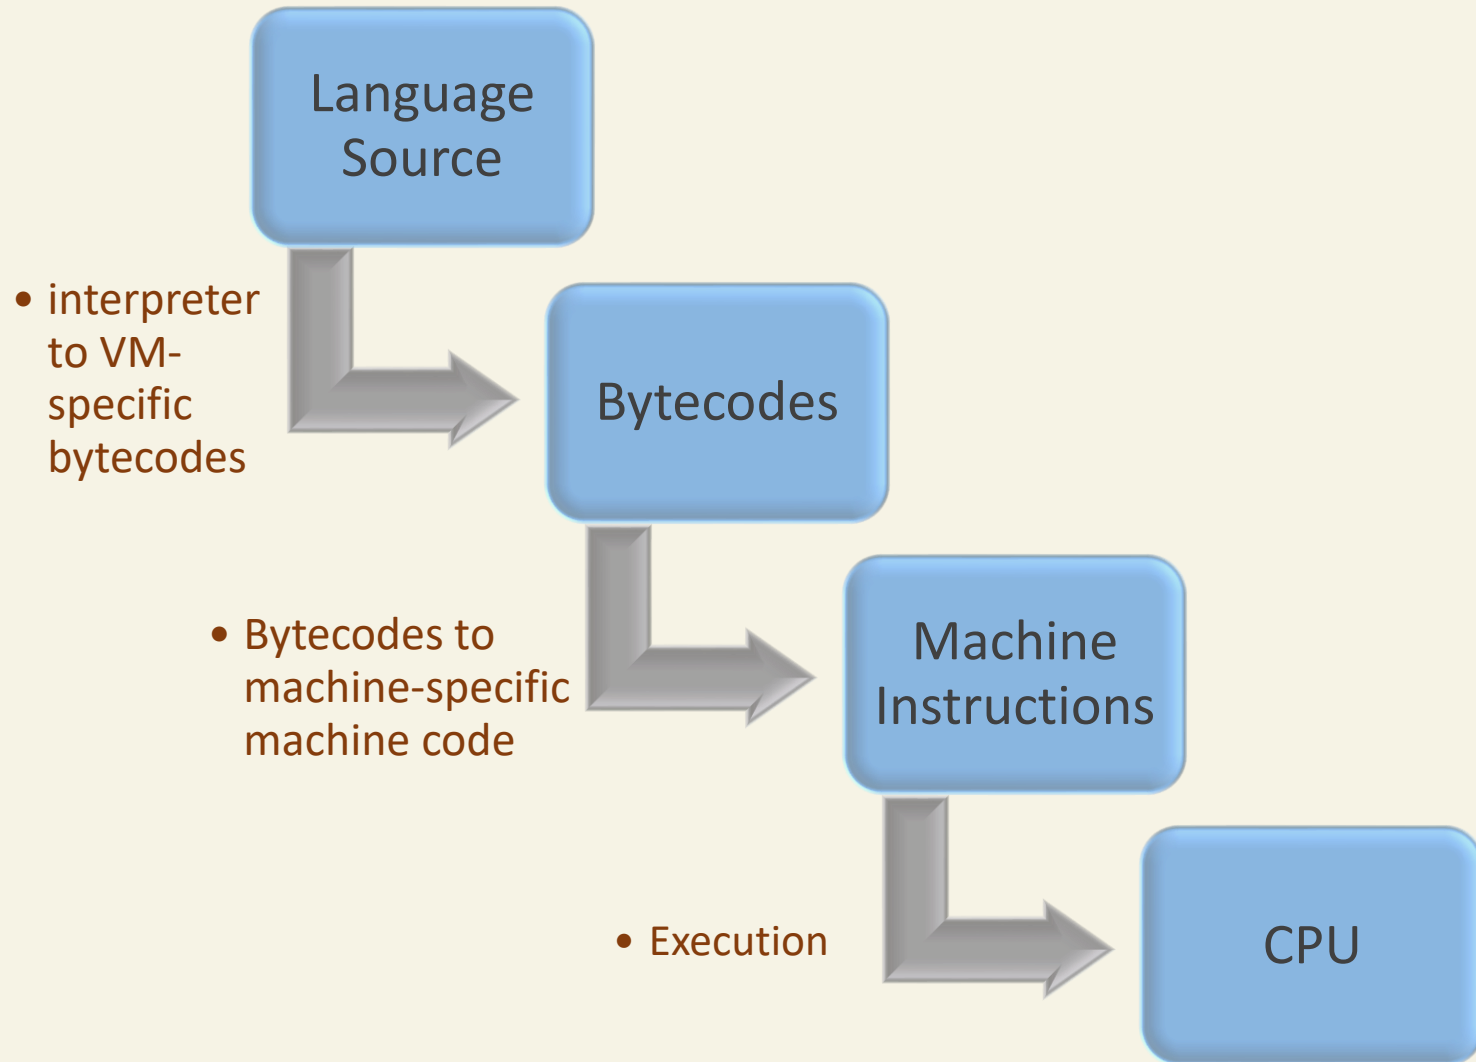 Language
Source
• interpreter
to VM-
specific
bytecodes
Bytecodes
• Bytecodes to
machine-specific
machine code
Machine
Instructions
• Execution
CPU